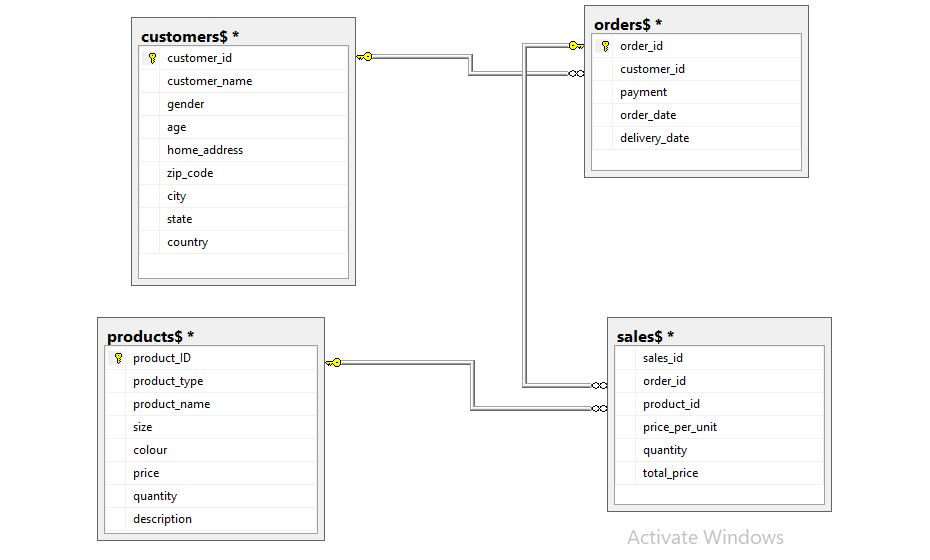 customers$ *
customer_id
customer_name
gender
age
home_address
zip_code
city
state
country
orders$ *
order_id
customer_id
payment
order_date
delivery_date
products$ *
product_ID
product_type
product_name
size
colour
price
quantity
description
sales$ *
sales_id
order_id
product_id
price_per_unit
quantity
total_price
Activate Windows